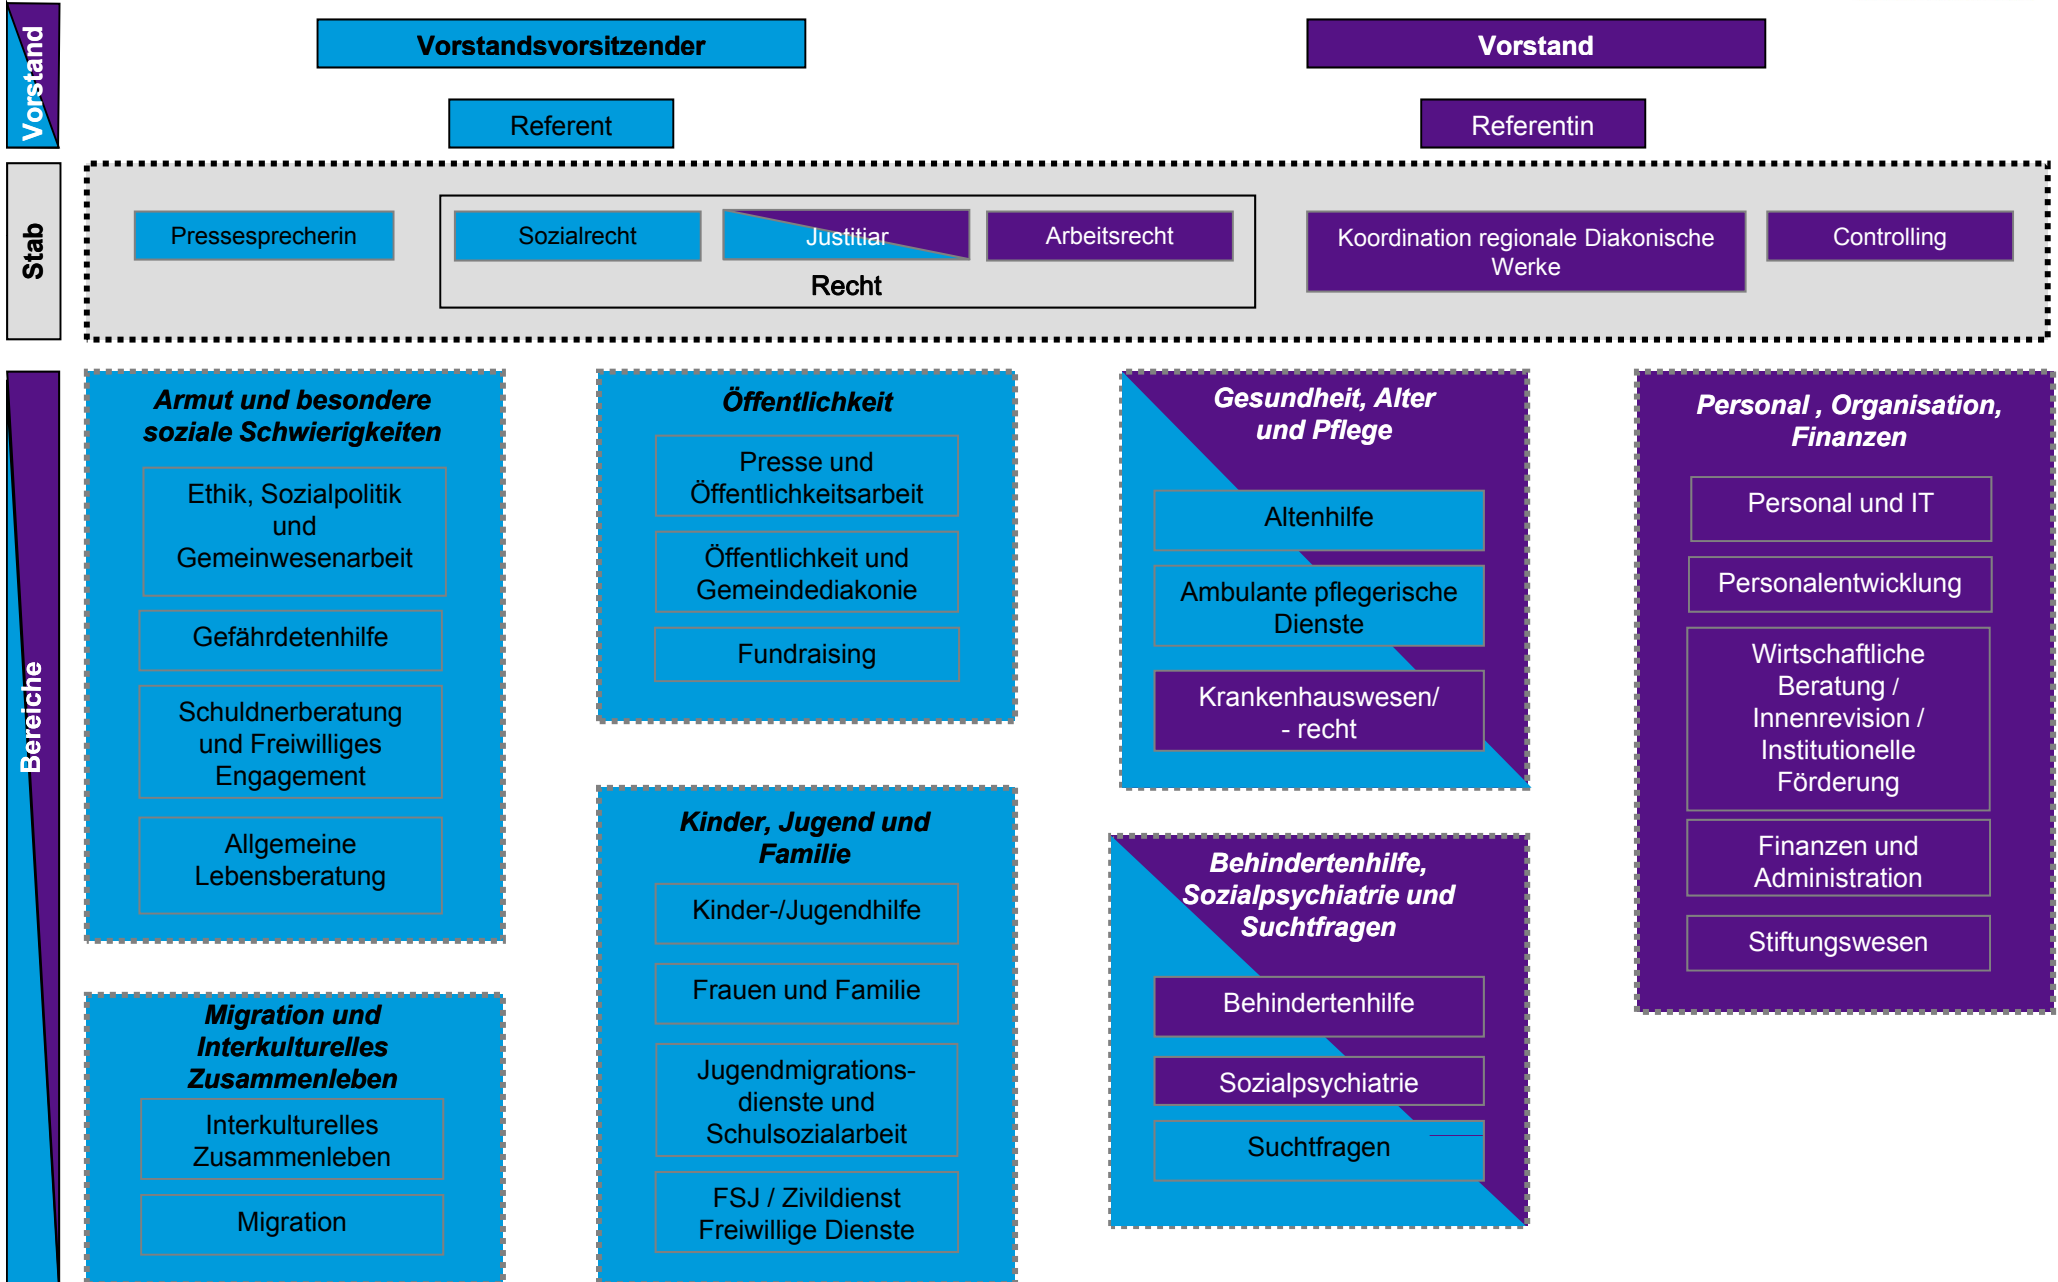 Vorstand
Vorstandsvorsitzender
Vorstand
Referent
Referentin
Stab
Pressesprecherin
Sozialrecht
Justitiar
Arbeitsrecht
Recht
Koordination regionale Diakonische
Werke
Controlling
Bereiche
Armut und besondere
soziale Schwierigkeiten
Ethik, Sozialpolitik
und
Gemeinwesenarbeit
Gefährdetenhilfe
Schuldnerberatung
und Freiwilliges
Engagement
Allgemeine
Lebensberatung
Migration und
Interkulturelles
Zusammenleben
Interkulturelles
Zusammenleben
Migration
Öffentlichkeit
Presse und
Öffentlichkeitsarbeit
Öffentlichkeit und
Gemeindediakonie
Fundraising
Kinder, Jugend und
Familie
Kinder-/Jugendhilfe
Frauen und Familie
Jugendmigrations-
dienste und
Schulsozialarbeit
FSJ / Zivildienst
Freiwillige Dienste
Gesundheit, Alter
und Pflege
Altenhilfe
Ambulante pflegerische
Dienste
Krankenhauswesen/
- recht
Behindertenhilfe,
Sozialpsychiatrie und
Suchtfragen
Behindertenhilfe
Sozialpsychiatrie
Suchtfragen
Personal , Organisation,
Finanzen
Personal und IT
Personalentwicklung
Wirtschaftliche
Beratung /
Innenrevision /
Institutionelle
Förderung
Finanzen und
Administration
Stiftungswesen